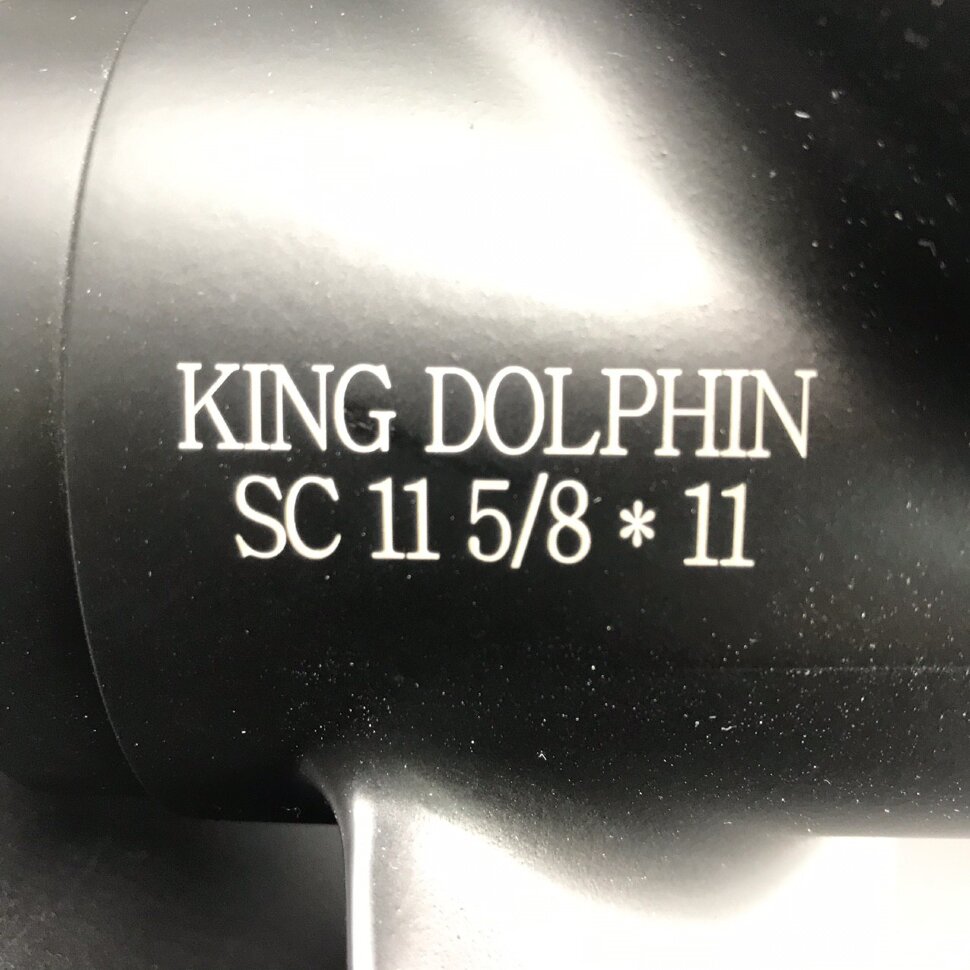 KING DOLPHIN
SC 11 5/8 * 11